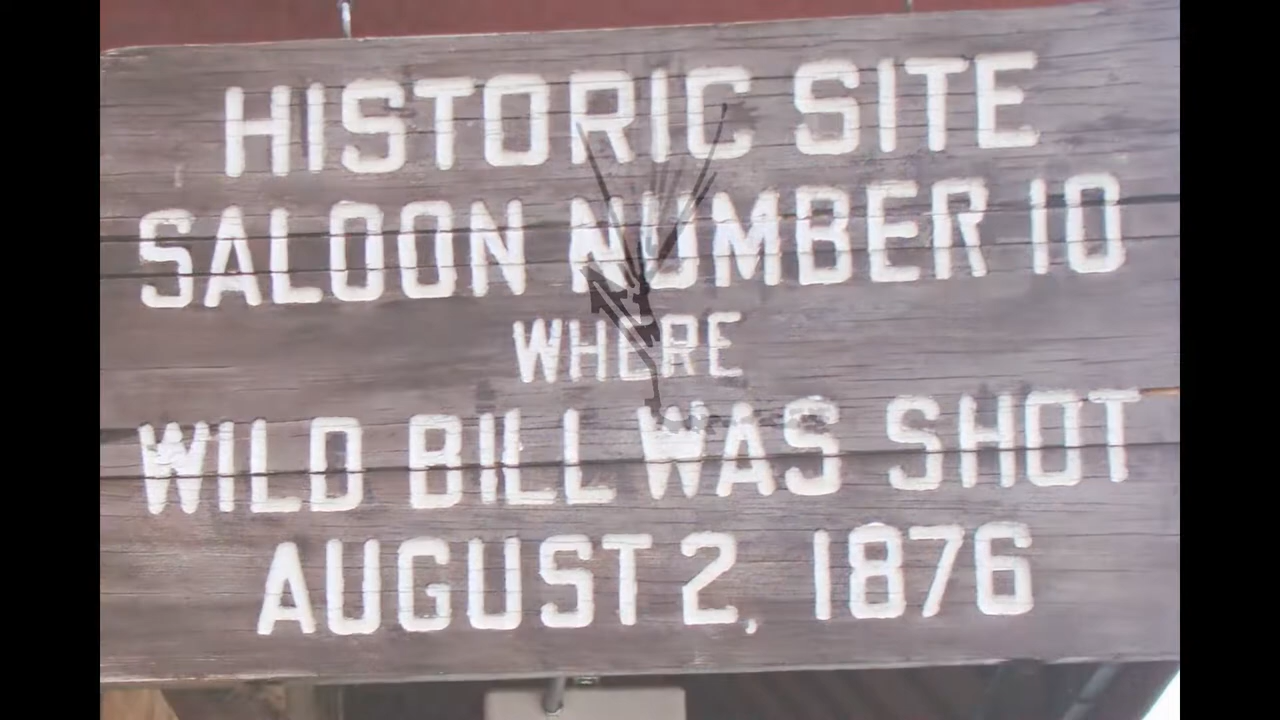 HISTORIC SITE
SALOON NUMBER 10
WHERE
WILD BILL WAS SHOT
AUGUST 2, 1876